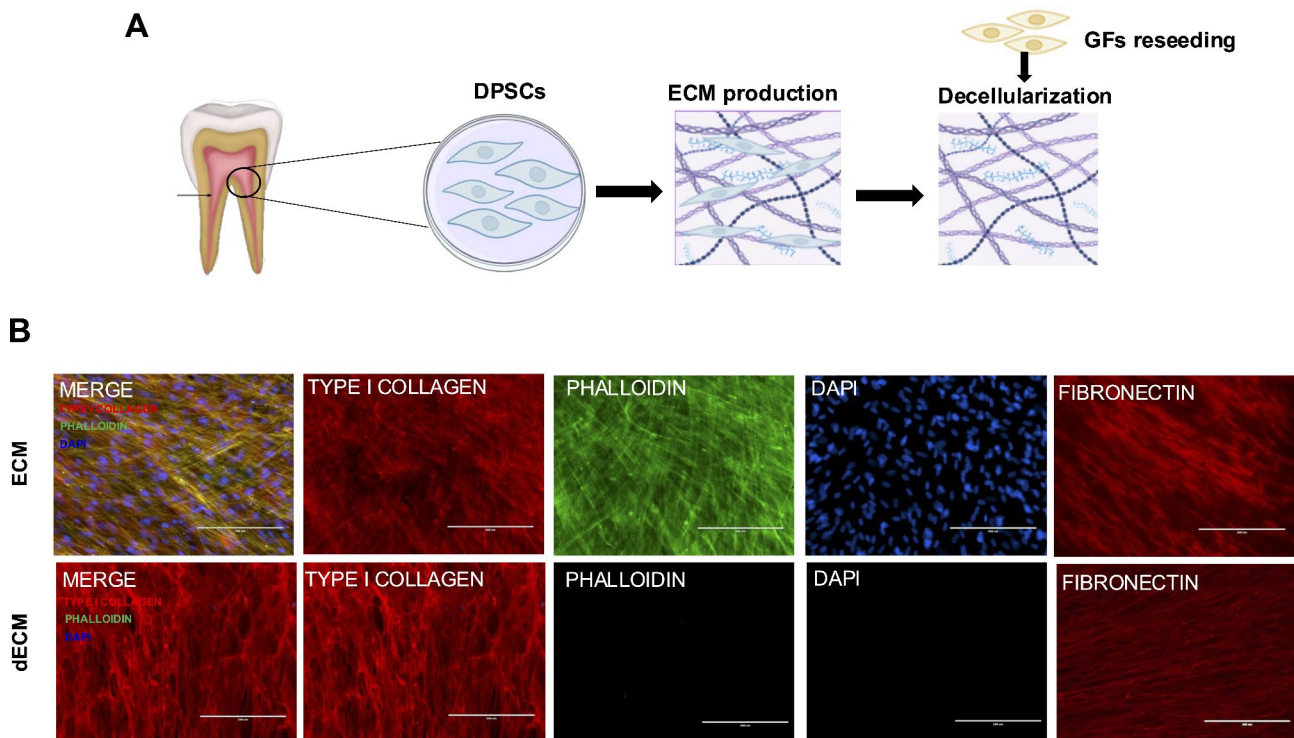 A
GFs reseeding
DPSCs
ECM production
Decellularization
B
ECM
MERGE
TYPE I COLLAGEN
PHALLOIDIN
DAPI
TYPE I COLLAGEN
PHALLOIDIN
DAPI
FIBRONECTIN
dECM
MERGE
TYPE I COLLAGEN
PHALLOIDIN
DAPI
TYPE I COLLAGEN
PHALLOIDIN
DAPI
FIBRONECTIN